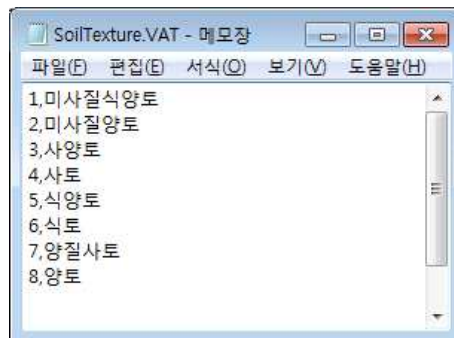 SoilTexture.VAT - 메모장
파일(F) 편집(E) 서식(O) 보기(V) 도움말(H)
1,미사질식양토
2,미사질양토
3,사양토
4,사토
5,식양토
6,식토
7,양질사토
8,양토